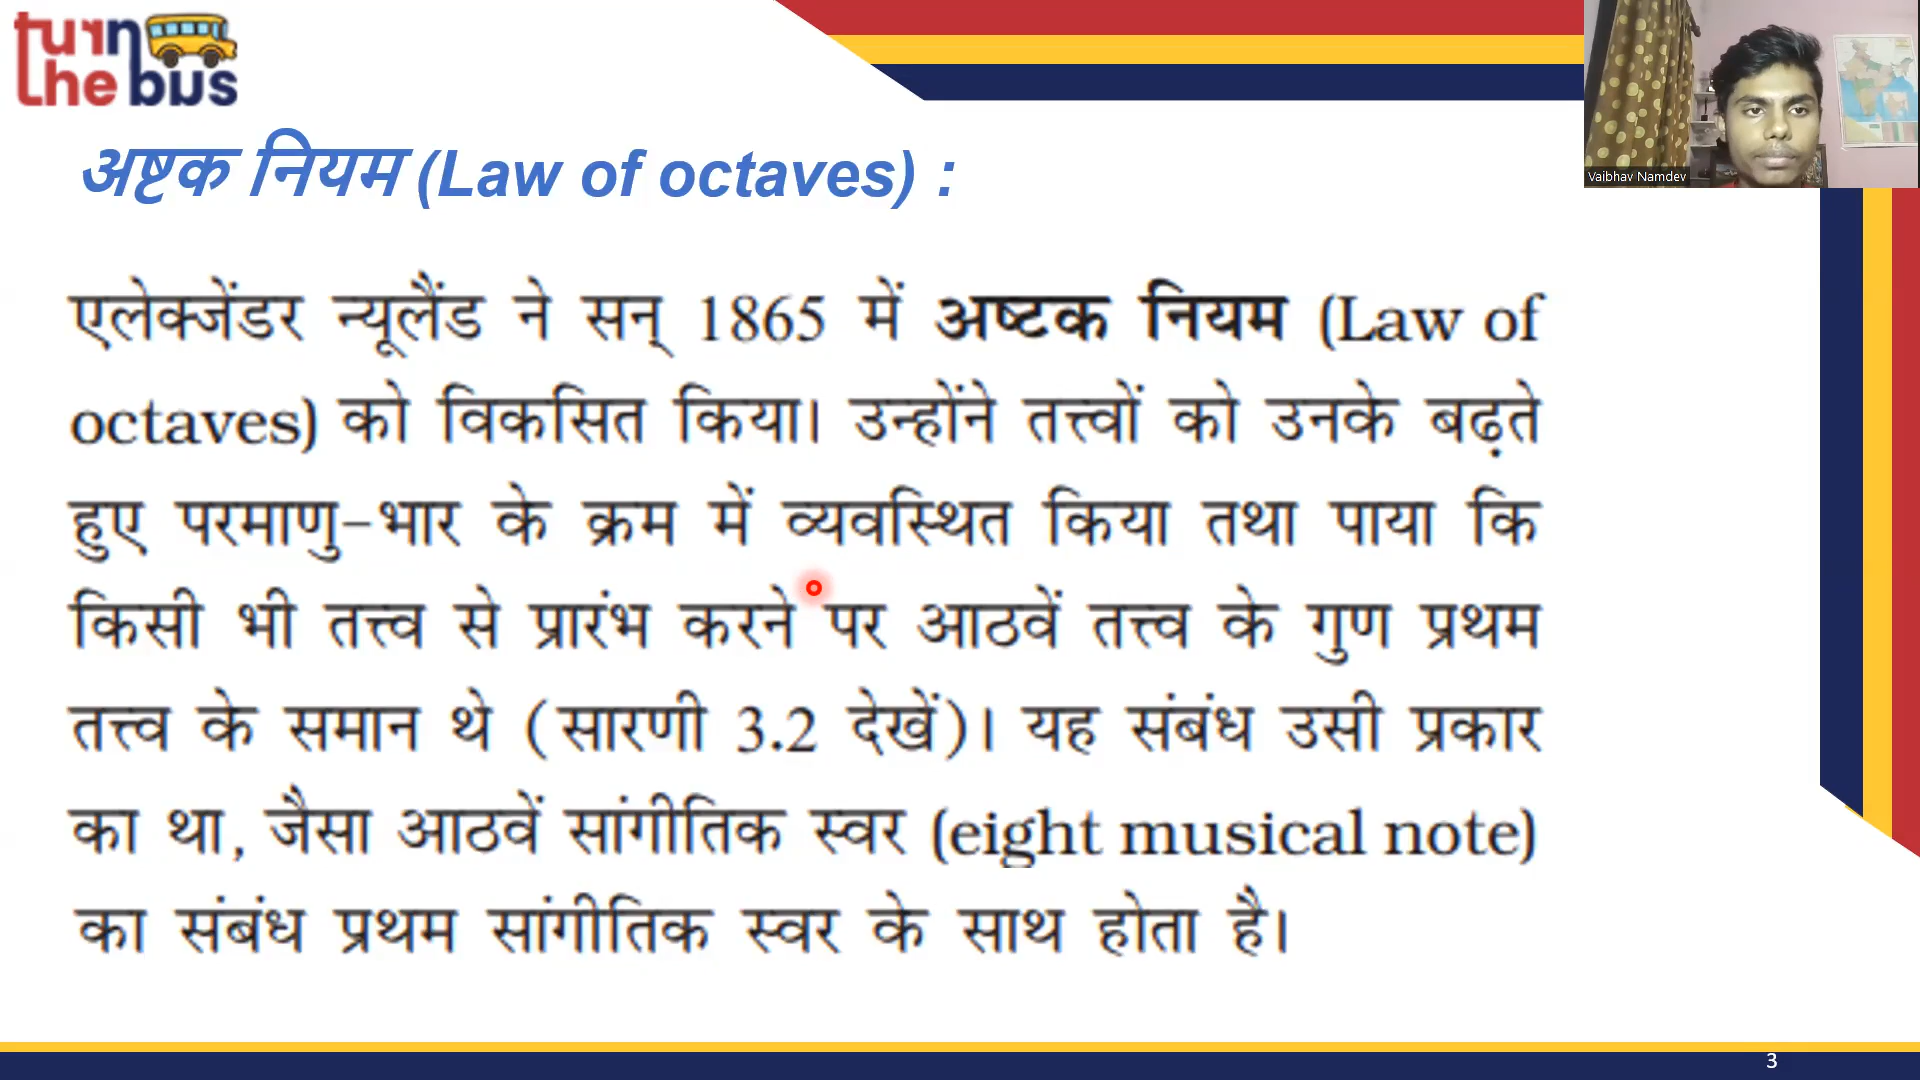 turn
the bus
Vaibhav Namdev
अष्टक नियम (Law of octaves) :
एलेक्जेंडर न्यूलैंड ने सन् 1865 में अष्टक नियम (Law of
octaves) को विकसित किया। उन्होंने तत्त्वों को उनके बढ़ते
हुए परमाणु-भार के क्रम में व्यवस्थित किया तथा पाया कि
किसी भी तत्त्व से प्रारंभ करने पर आठवें तत्त्व के गुण प्रथम
तत्त्व के समान थे (सारणी 3.2 देखें)। यह संबंध उसी प्रकार
का था, जैसा आठवें सांगीतिक स्वर (eight musical note)
का संबंध प्रथम सांगीतिक स्वर के साथ होता है।
3